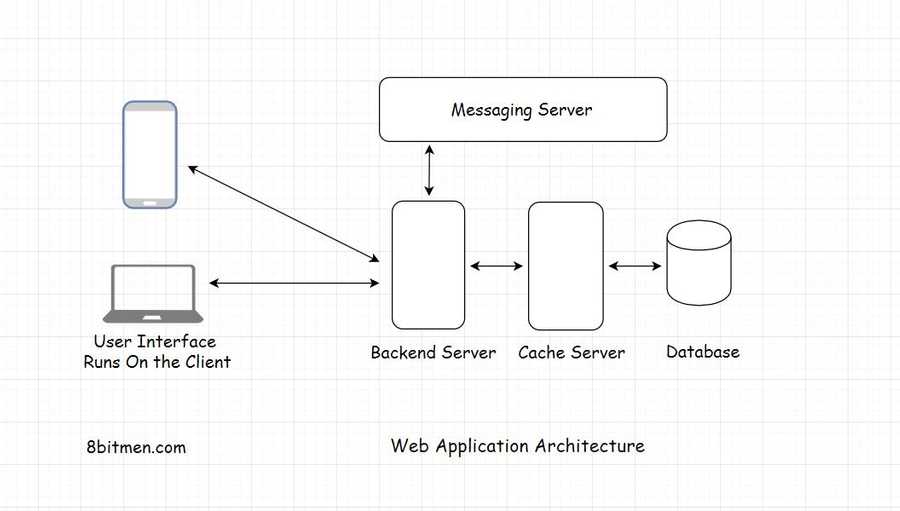 Messaging Server
User Interface
Runs On the Client
Backend Server
Cache Server
Database
8bitmen.com
Web Application Architecture